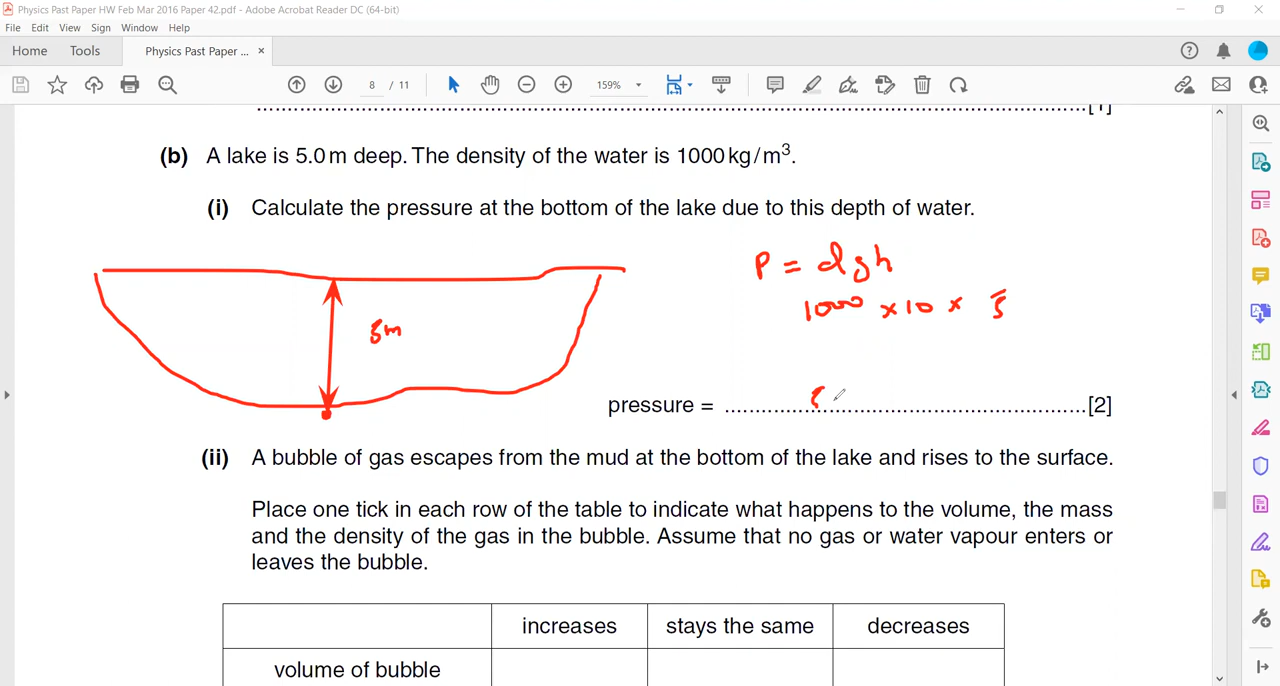 Physics Past Paper HW Feb Mar 2016 Paper 42.pdf - Adobe Acrobat Reader DC (64-bit)
File Edit View Sign Window Help
Home Tools Physics Past Paper ... ×
8 / 11 159%
[1]
(b) A lake is 5.0 m deep. The density of the water is 1000 kg/m³.
(i) Calculate the pressure at the bottom of the lake due to this depth of water.
P = dgh
1000 × 10 × 5
5m
pressure = ............................................................[2]
(ii) A bubble of gas escapes from the mud at the bottom of the lake and rises to the surface.
Place one tick in each row of the table to indicate what happens to the volume, the mass
and the density of the gas in the bubble. Assume that no gas or water vapour enters or
leaves the bubble.
increases stays the same decreases
volume of bubble